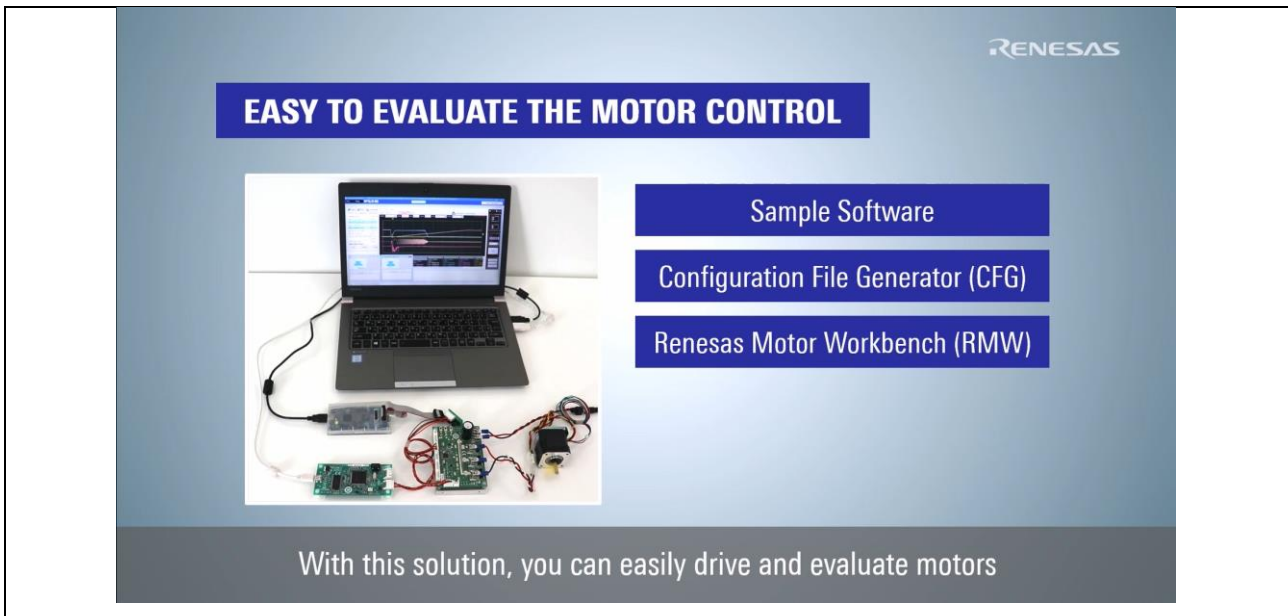 RENESAS
EASY TO EVALUATE THE MOTOR CONTROL
Sample Software
Configuration File Generator (CFG)
Renesas Motor Workbench (RMW)
With this solution, you can easily drive and evaluate motors